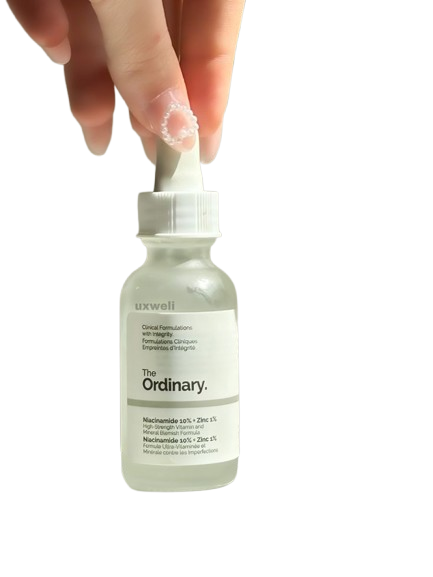 uxweli
Clinical Formulations
with Integrity.
Formulations Cliniques
Empreintes d'Intégrité
The
Ordinary.
Niacinamide 10% + Zinc 1%
High-Strength Vitamin and
Mineral Blemish Formula
Niacinamide 10% + Zinc 1%
Formule Ultra-Vitaminée et
Minérale contre les Imperfections